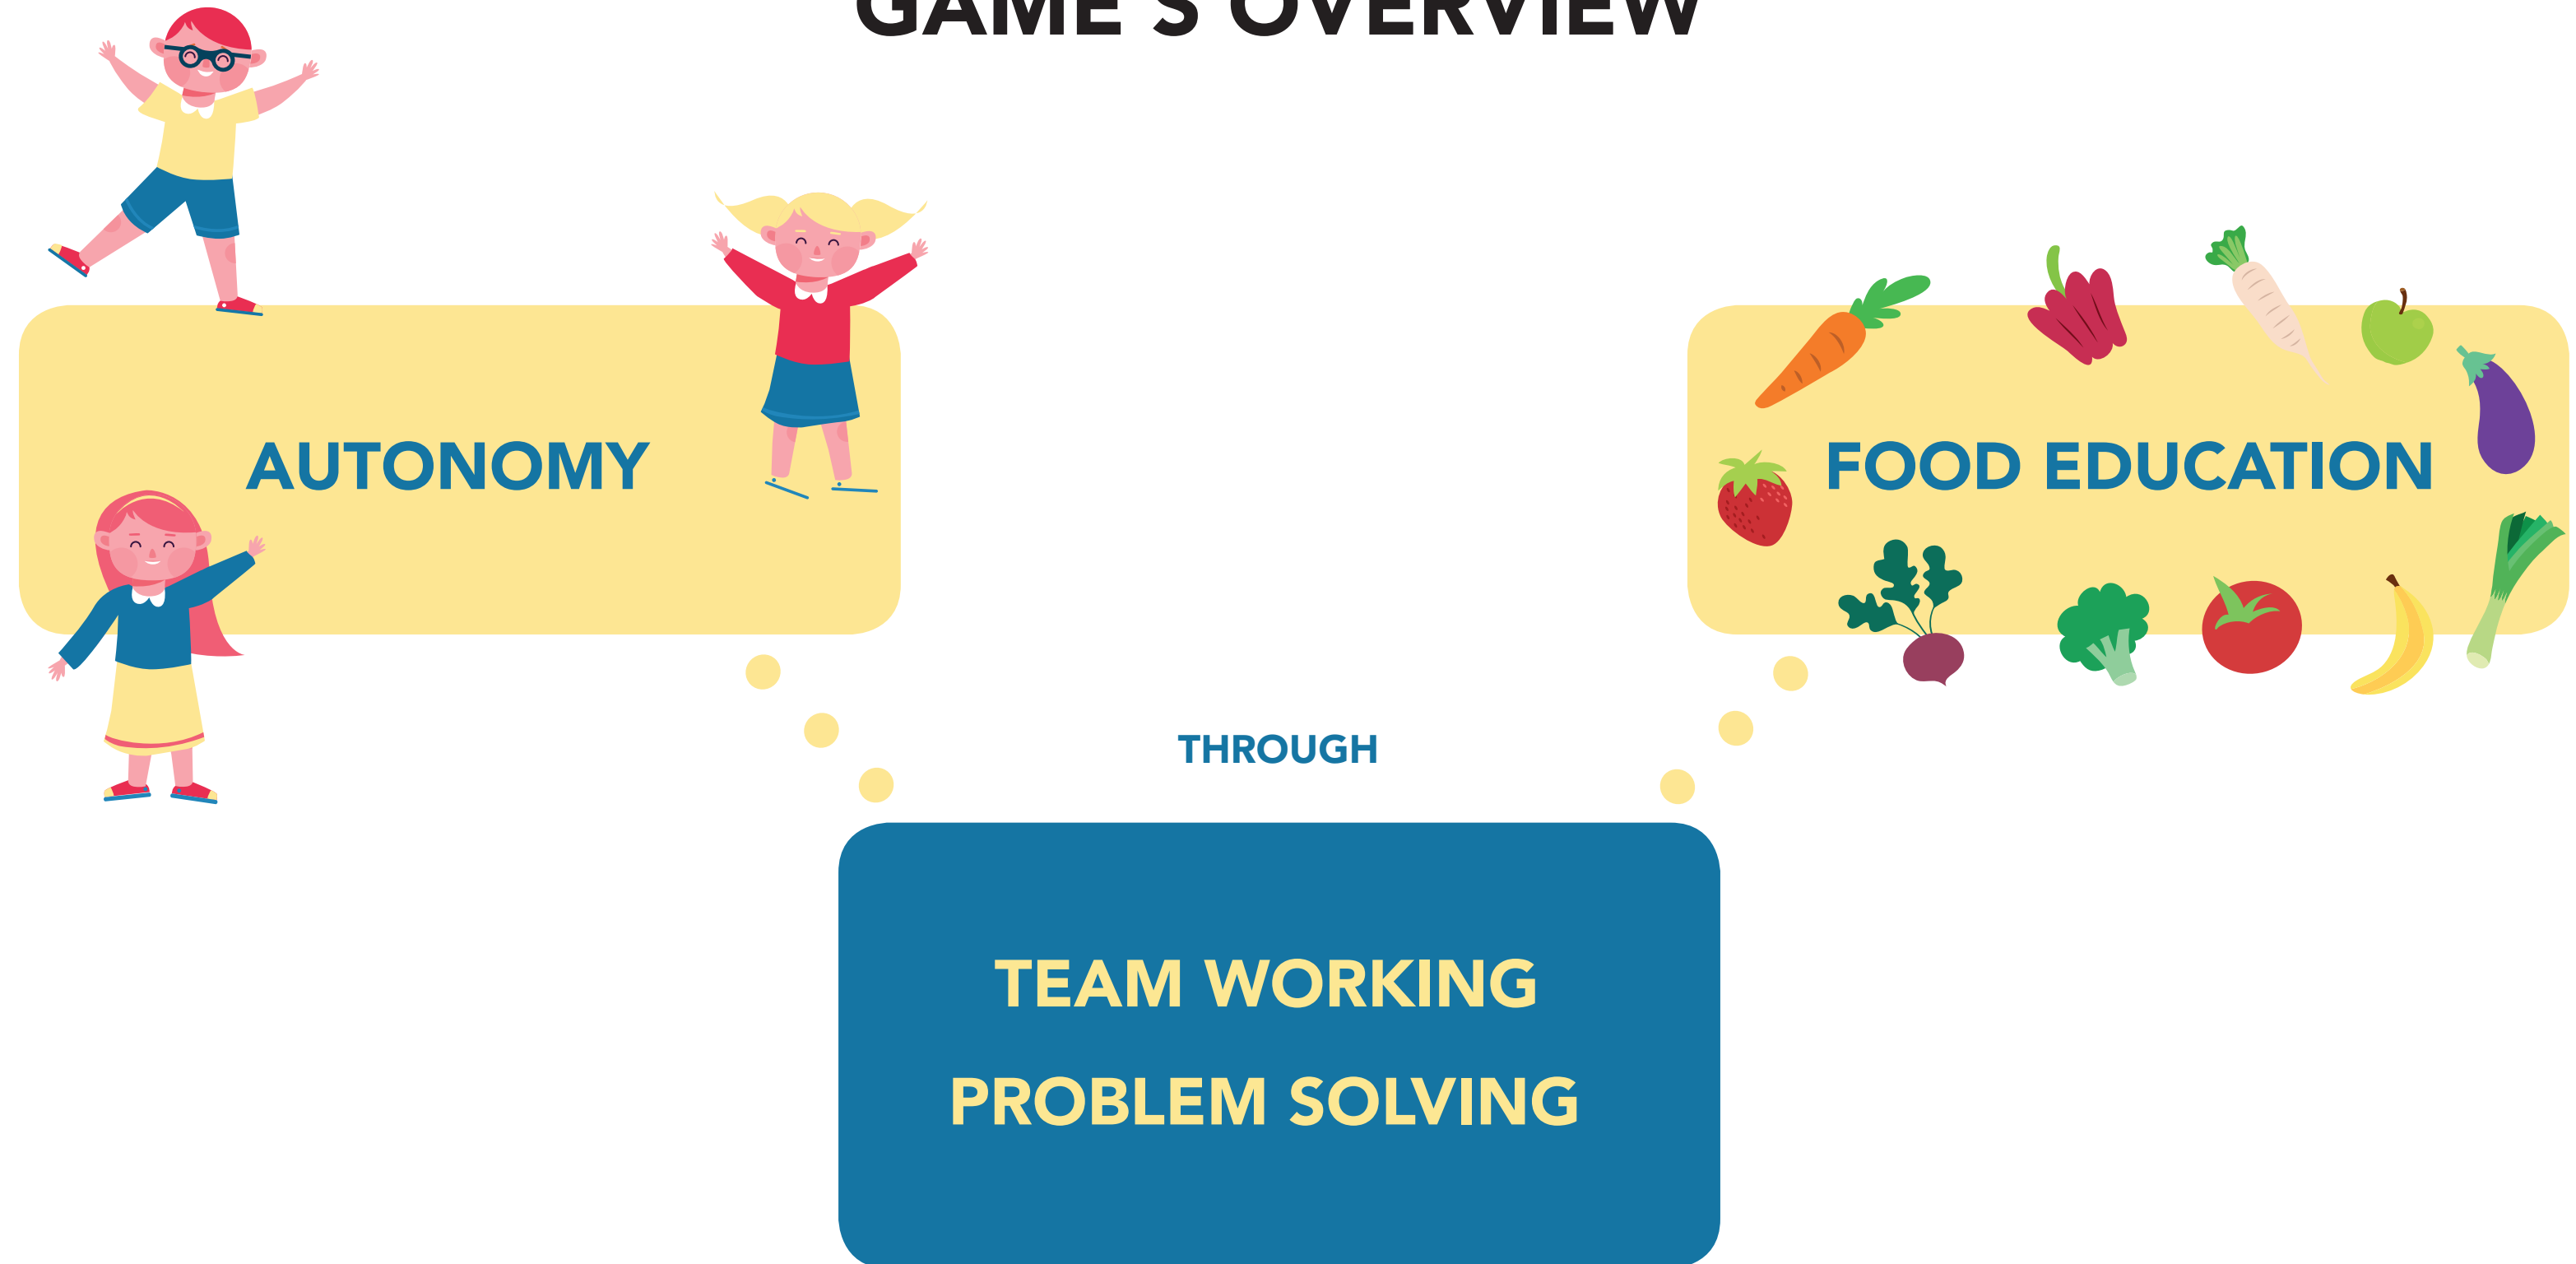 GAME'S OVERVIEW
AUTONOMY
FOOD EDUCATION
THROUGH
TEAM WORKING
PROBLEM SOLVING